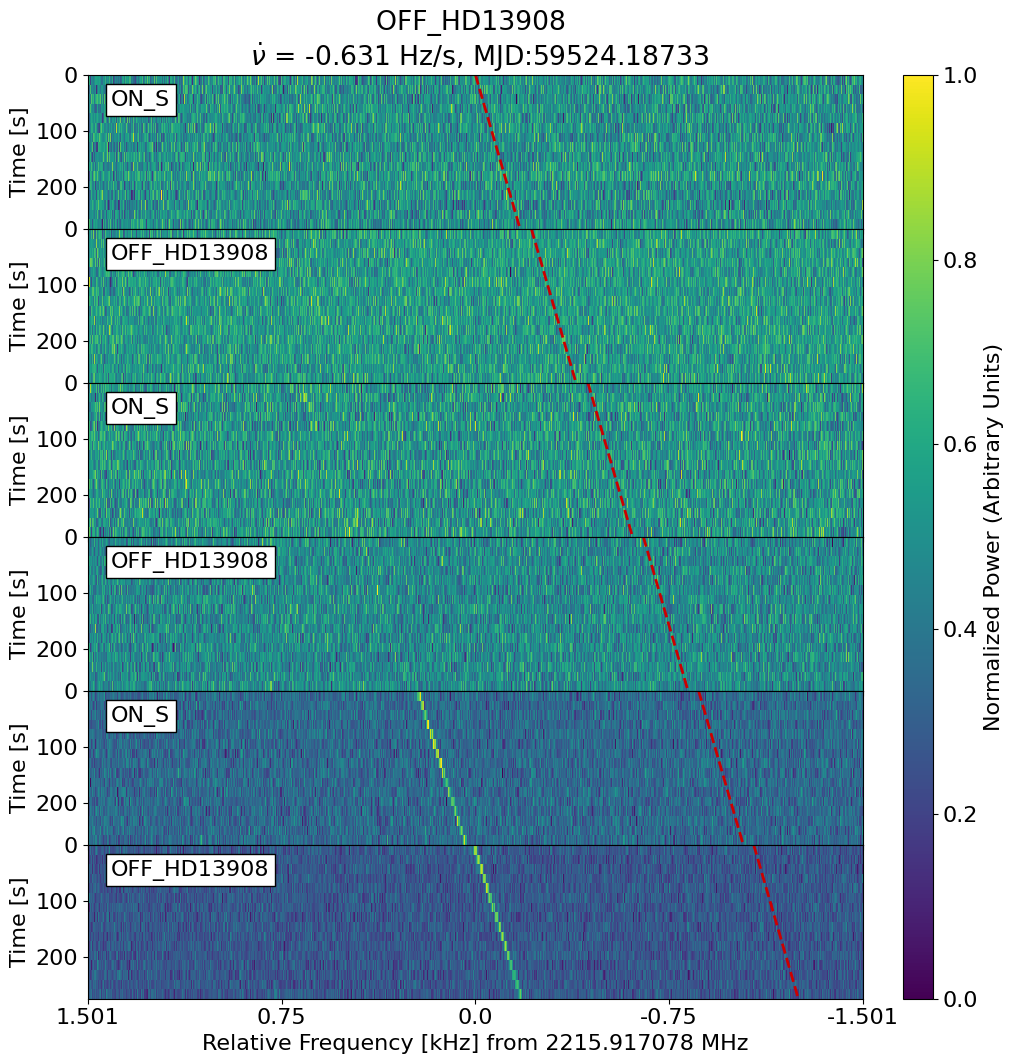 OFF_HD13908
ν̇ = -0.631 Hz/s, MJD:59524.18733
0
ON_S
100
200
Time [s]
0
OFF_HD13908
100
200
Time [s]
0
ON_S
100
200
Time [s]
0
OFF_HD13908
100
200
Time [s]
0
ON_S
100
200
Time [s]
0
OFF_HD13908
100
200
Time [s]
1.501 0.75 0.0 -0.75 -1.501
Relative Frequency [kHz] from 2215.917078 MHz
1.0
0.8
0.6
0.4
0.2
0.0
Normalized Power (Arbitrary Units)